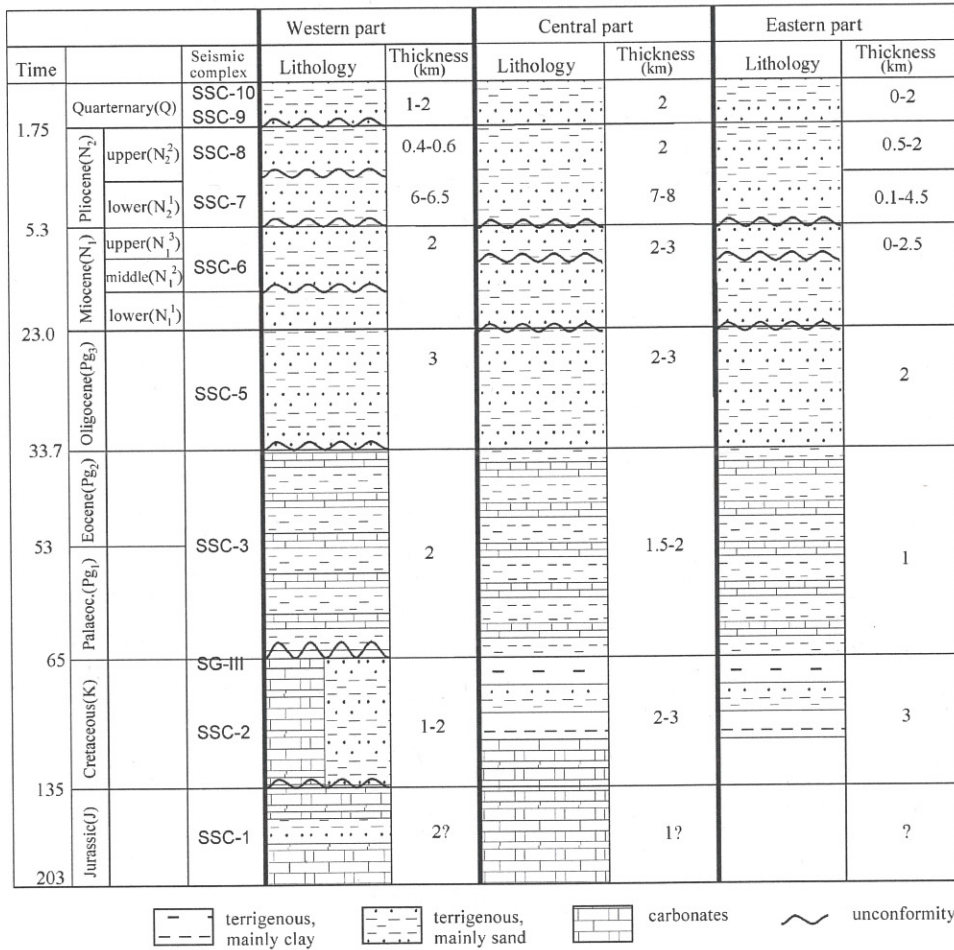 Western part Central part Eastern part
Time Seismic complex Lithology Thickness (km) Lithology Thickness (km) Lithology Thickness (km)
Quarternary(Q) SSC-10 1-2 2 0-2
SSC-9
1.75
Pliocene(N₂) upper(N₂²) SSC-8 0.4-0.6 2 0.5-2
lower(N₂¹) SSC-7 6-6.5 7-8 0.1-4.5
5.3
Miocene(N₁) upper(N₁³) SSC-6 2 2-3 0-2.5
middle(N₁²)
lower(N₁¹)
23.0
Oligocene(Pg₃) SSC-5 3 2-3 2
33.7
Eocene(Pg₂) SSC-3 2 1.5-2 1
53
Palaeoc.(Pg₁)
65 SG-III
Cretaceous(K) SSC-2 1-2 2-3 3
135
Jurassic(J) SSC-1 2? 1? ?
203
terrigenous, mainly clay
terrigenous, mainly sand
carbonates
unconformity